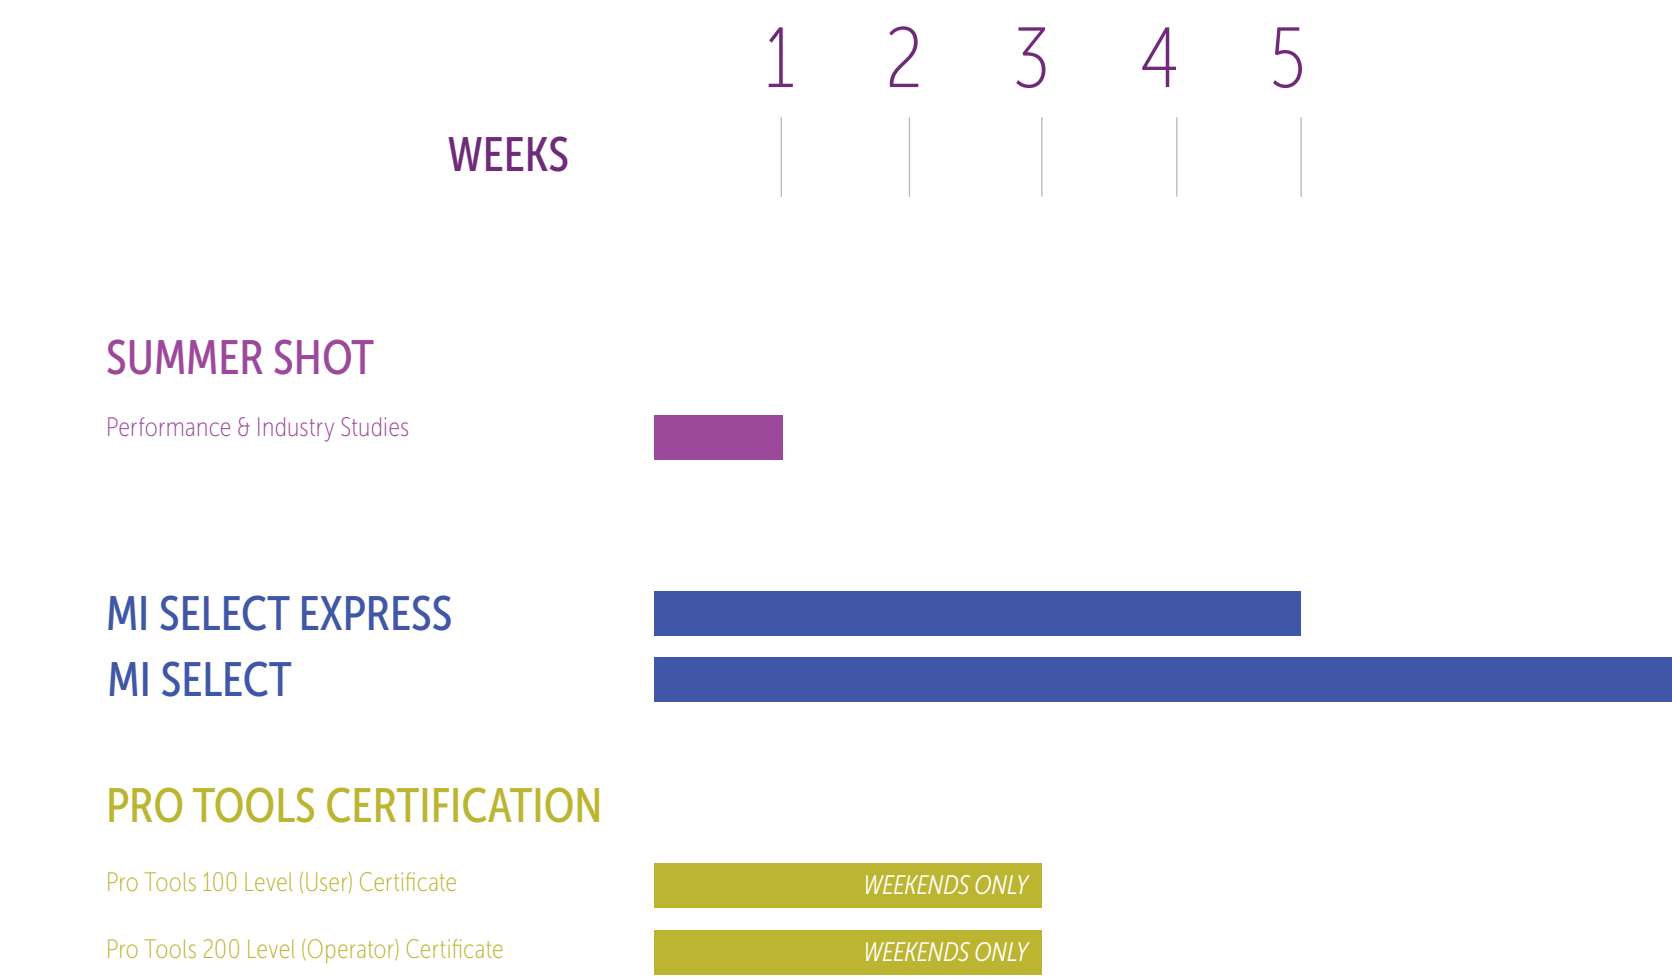 1 2 3 4 5
WEEKS
SUMMER SHOT
Performance & Industry Studies
MI SELECT EXPRESS
MI SELECT
PRO TOOLS CERTIFICATION
Pro Tools 100 Level (User) Certificate WEEKENDS ONLY
Pro Tools 200 Level (Operator) Certificate WEEKENDS ONLY